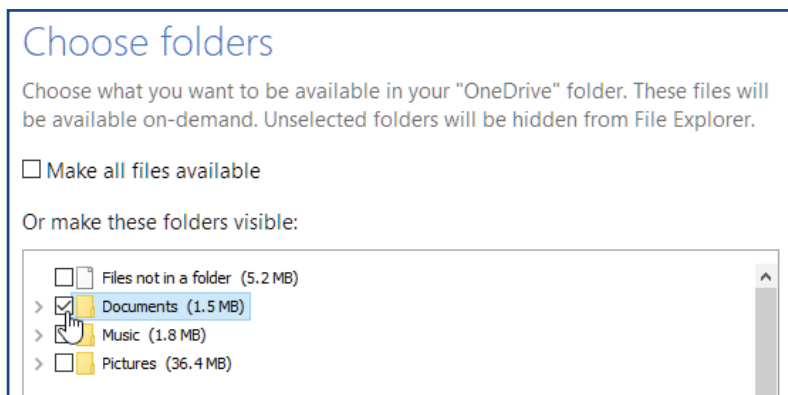 Choose folders
Choose what you want to be available in your "OneDrive" folder. These files will
be available on-demand. Unselected folders will be hidden from File Explorer.
Make all files available
Or make these folders visible:
Files not in a folder (5.2 MB)
Documents (1.5 MB)
Music (1.8 MB)
Pictures (36.4 MB)